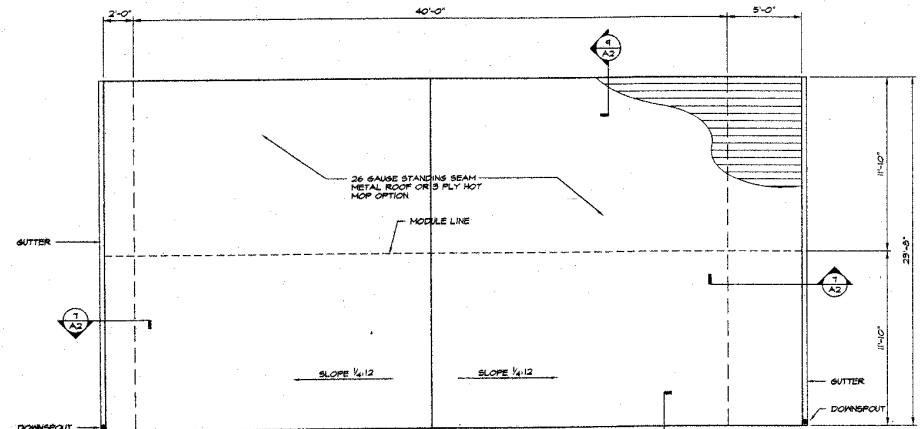 2'-0"
40'-0"
5'-0"
9
A2
26 GAUGE STANDING SEAM
METAL ROOF OR 3 PLY HOT
MOP OPTION
MODULE LINE
GUTTER
11'-10"
23'-8"
7
A2
7
A2
11'-10"
SLOPE 1/4:12
SLOPE 1/4:12
GUTTER
DOWNSPOUT
DOWNSPOUT